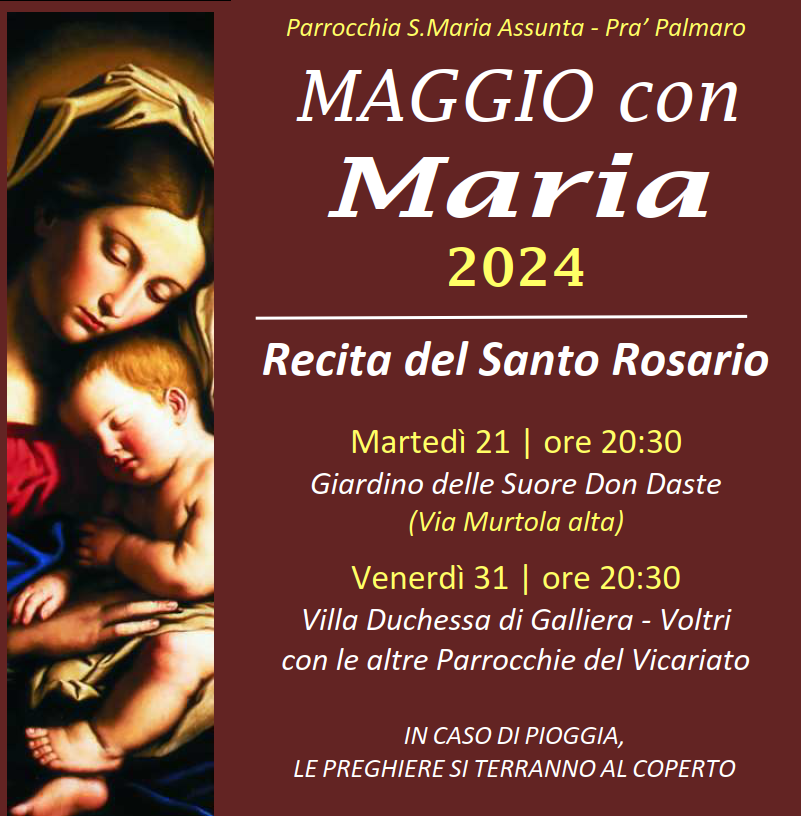 Parrocchia S.Maria Assunta - Pra’ Palmaro
MAGGIO con
Maria
2024
Recita del Santo Rosario
Martedì 21 | ore 20:30
Giardino delle Suore Don Daste
(Via Murtola alta)
Venerdì 31 | ore 20:30
Villa Duchessa di Galliera - Voltri
con le altre Parrocchie del Vicariato
IN CASO DI PIOGGIA,
LE PREGHIERE SI TERRANNO AL COPERTO